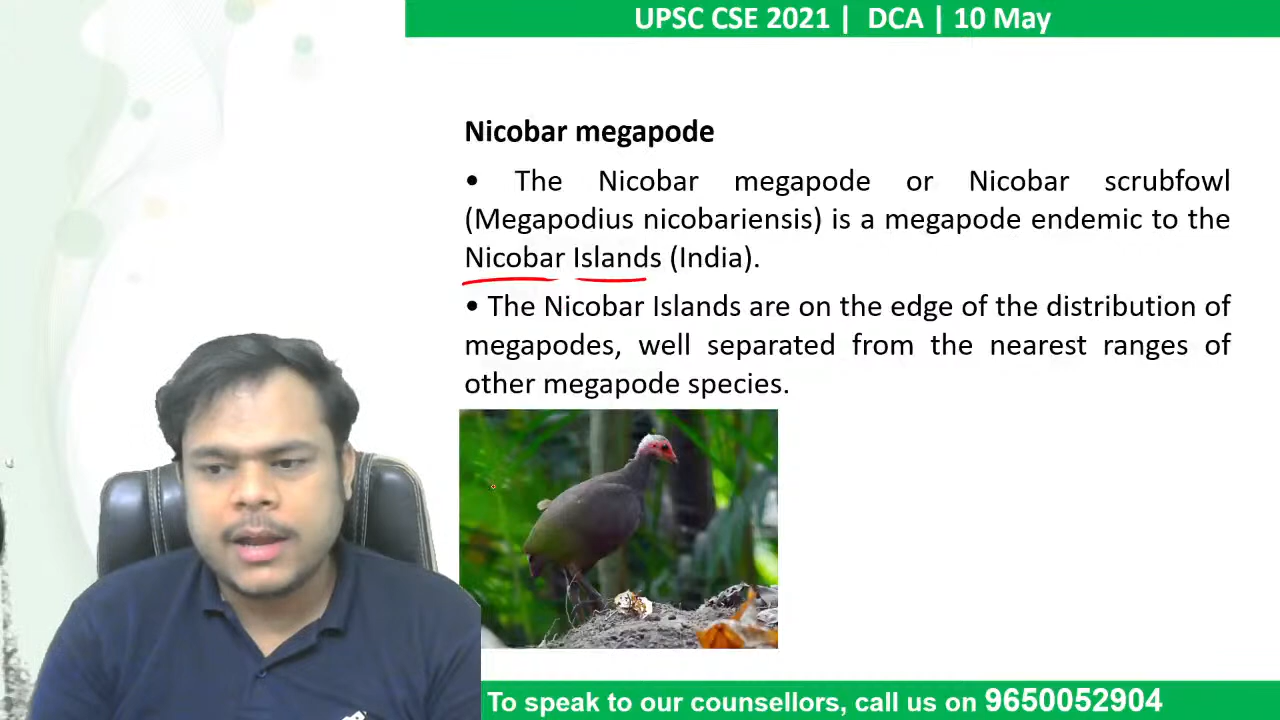 UPSC CSE 2021 | DCA | 10 May
Nicobar megapode
• The Nicobar megapode or Nicobar scrubfowl
(Megapodius nicobariensis) is a megapode endemic to the
Nicobar Islands (India).
• The Nicobar Islands are on the edge of the distribution of
megapodes, well separated from the nearest ranges of
other megapode species.
To speak to our counsellors, call us on 9650052904